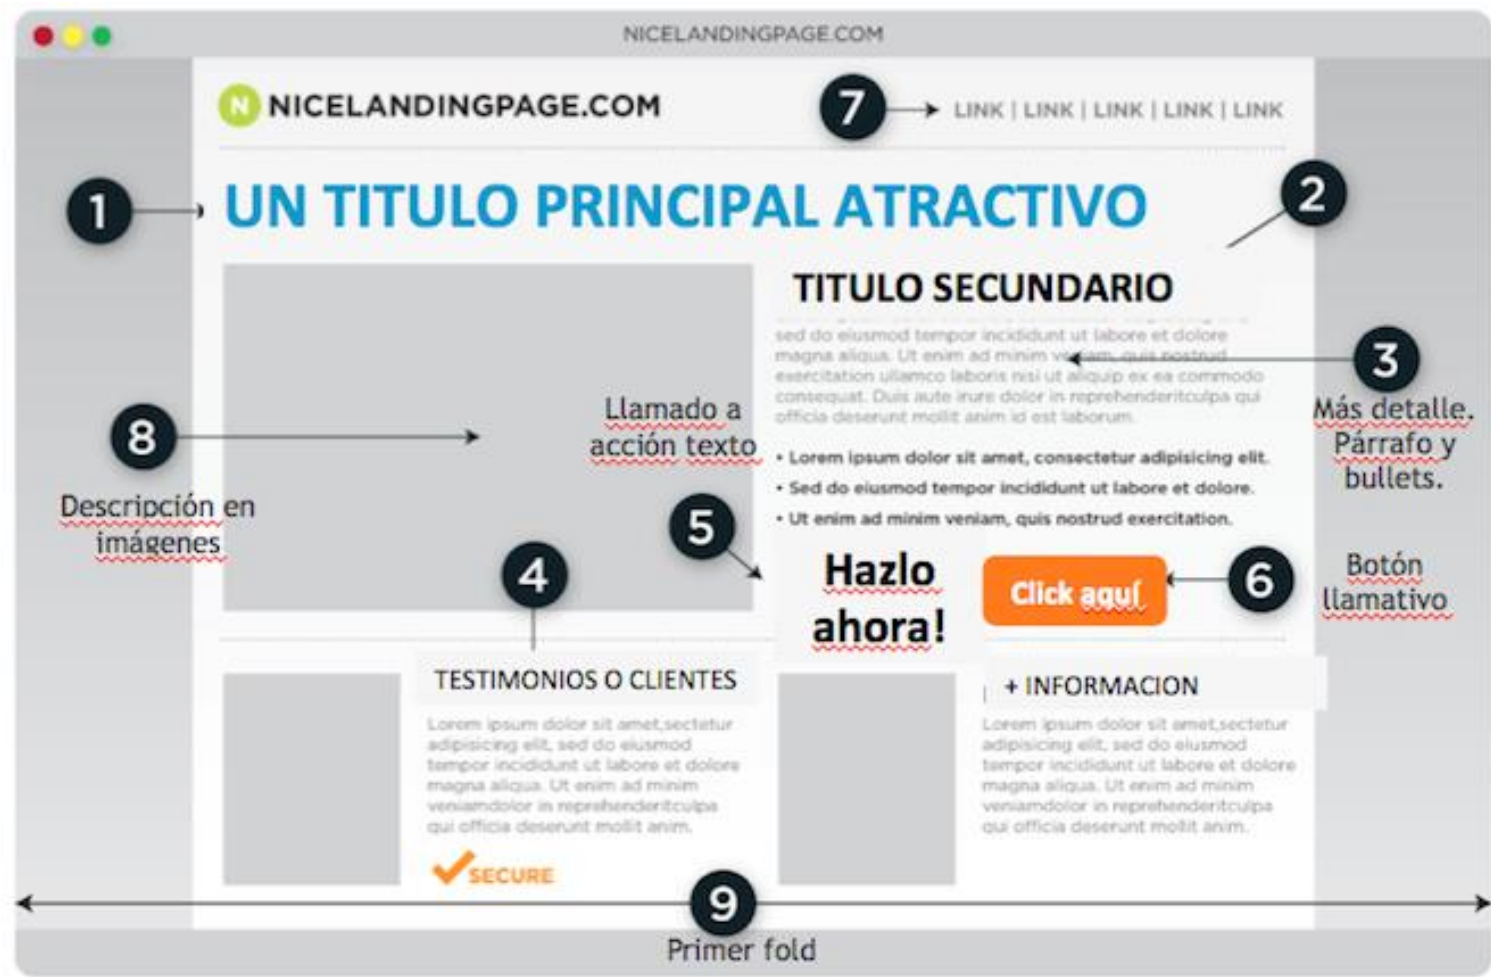 NICELANDINGPAGE.COM
N NICELANDINGPAGE.COM
7
LINK | LINK | LINK | LINK | LINK
1
UN TITULO PRINCIPAL ATRACTIVO
2
TITULO SECUNDARIO
sed do eiusmod tempor incididunt ut labore et dolore
magna aliqua. Ut enim ad minim veniam, quis nostrud
exercitation ullamco laboris nisi ut aliquip ex ea commodo
consequat. Duis aute irure dolor in reprehenderitculpa qui
officia deserunt mollit anim id est laborum.
3
Más detalle.
Párrafo y
bullets.
8
Descripción en
imágenes
Llamado a
acción texto
• Lorem ipsum dolor sit amet, consectetur adipisicing elit.
• Sed do eiusmod tempor incididunt ut labore et dolore.
• Ut enim ad minim veniam, quis nostrud exercitation.
5
Hazlo
ahora!
Click aquí
6
Botón
llamativo
4
TESTIMONIOS O CLIENTES
Lorem ipsum dolor sit amet,sectetur
adipisicing elit, sed do eiusmod
tempor incididunt ut labore et dolore
magna aliqua. Ut enim ad minim
veniamdolor in reprehenderitculpa
qui officia deserunt mollit anim.
SECURE
+ INFORMACION
Lorem ipsum dolor sit amet,sectetur
adipisicing elit, sed do eiusmod
tempor incididunt ut labore et dolore
magna aliqua. Ut enim ad minim
veniamdolor in reprehenderitculpa
qui officia deserunt mollit anim.
9
Primer fold